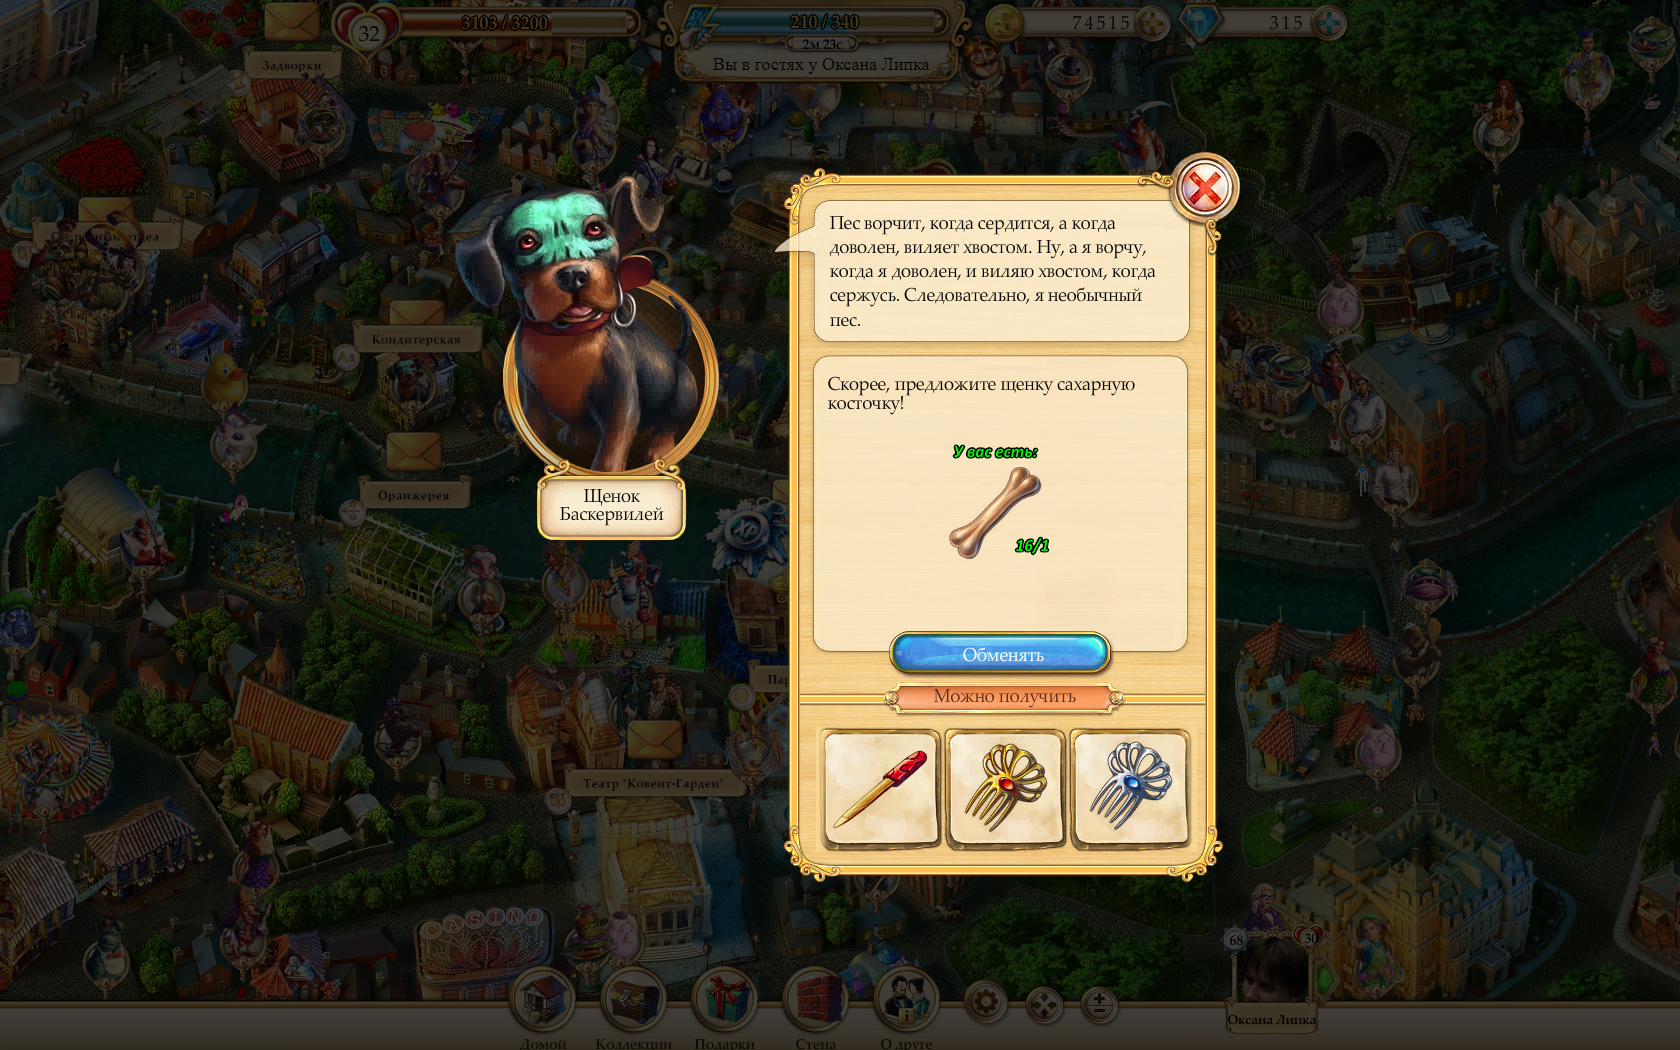 32
3103 / 3200
210 / 340
74515
315
2м 23с
Вы в гостях у Оксана Липка
Задворки
Кондитерская
Оранжерея
Театр "Ковент-Гарден"
CASINO
Пес ворчит, когда сердится, а когда
доволен, виляет хвостом. Ну, а я ворчу,
когда я доволен, и виляю хвостом, когда
сержусь. Следовательно, я необычный
пес.
Щенок
Баскервилей
Скорее, предложите щенку сахарную
косточку!
У вас есть:
16/1
Обменять
Можно получить
68
30
Оксана Липка
Домой
Коллекции
Подарки
Стена
О друге